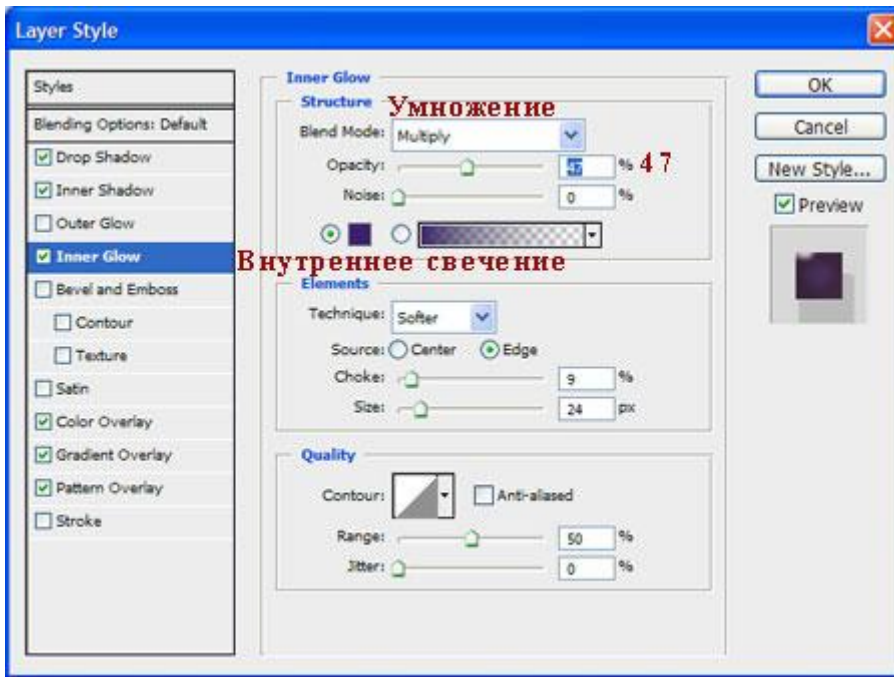 Layer Style
Styles
Blending Options: Default
Drop Shadow
Inner Shadow
Outer Glow
Inner Glow
Bevel and Emboss
Contour
Texture
Satin
Color Overlay
Gradient Overlay
Pattern Overlay
Stroke
Inner Glow
Structure Умножение
Blend Mode: Multiply
Opacity: 47 % 47
Noise: 0 %
Внутреннее свечение
Elements
Technique: Softer
Source: Center Edge
Choke: 9 %
Size: 24 px
Quality
Contour: Anti-aliased
Range: 50 %
Jitter: 0 %
OK
Cancel
New Style...
Preview